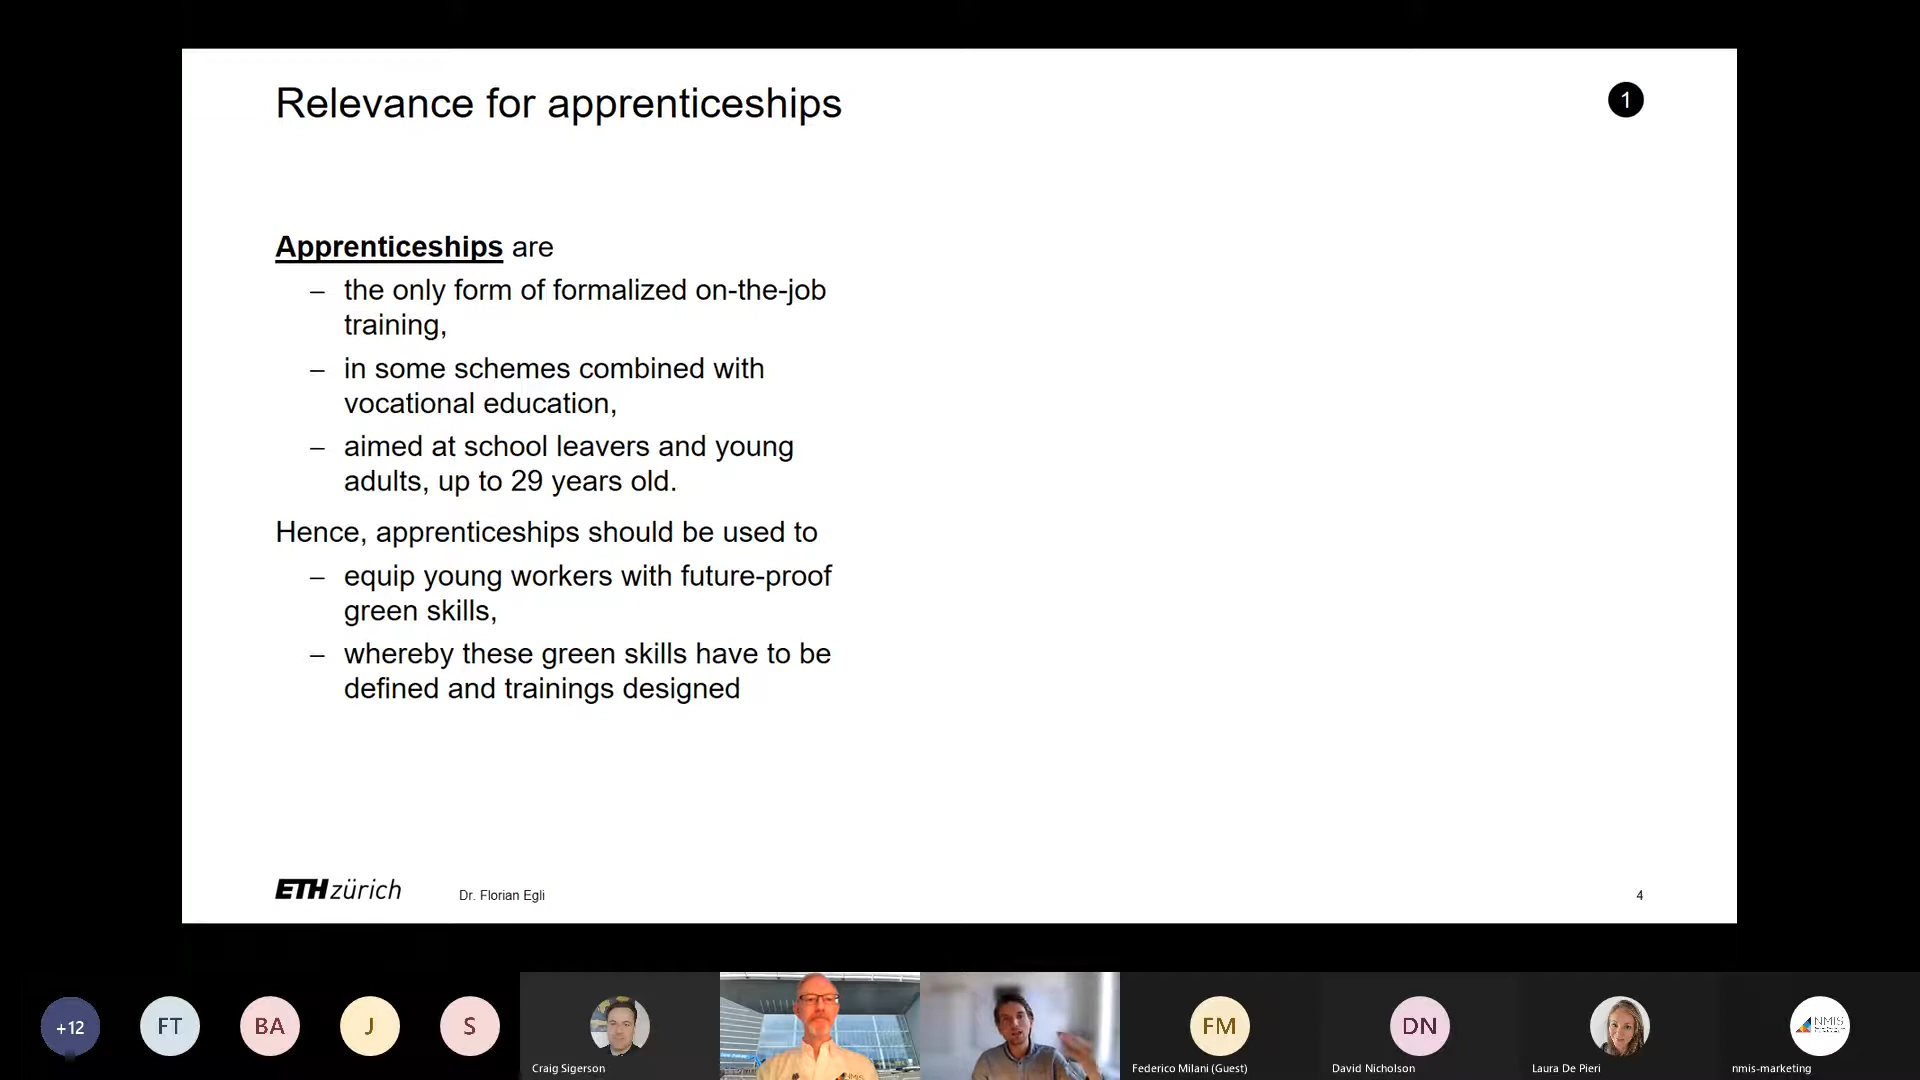 Relevance for apprenticeships
1
Apprenticeships are
– the only form of formalized on-the-job
training,
– in some schemes combined with
vocational education,
– aimed at school leavers and young
adults, up to 29 years old.
Hence, apprenticeships should be used to
– equip young workers with future-proof
green skills,
– whereby these green skills have to be
defined and trainings designed
ETH zürich
Dr. Florian Egli
4
+12
FT
BA
J
S
Craig Sigerson
NMIS
FM
Federico Milani (Guest)
DN
David Nicholson
Laura De Pieri
NMIS
nmis-marketing